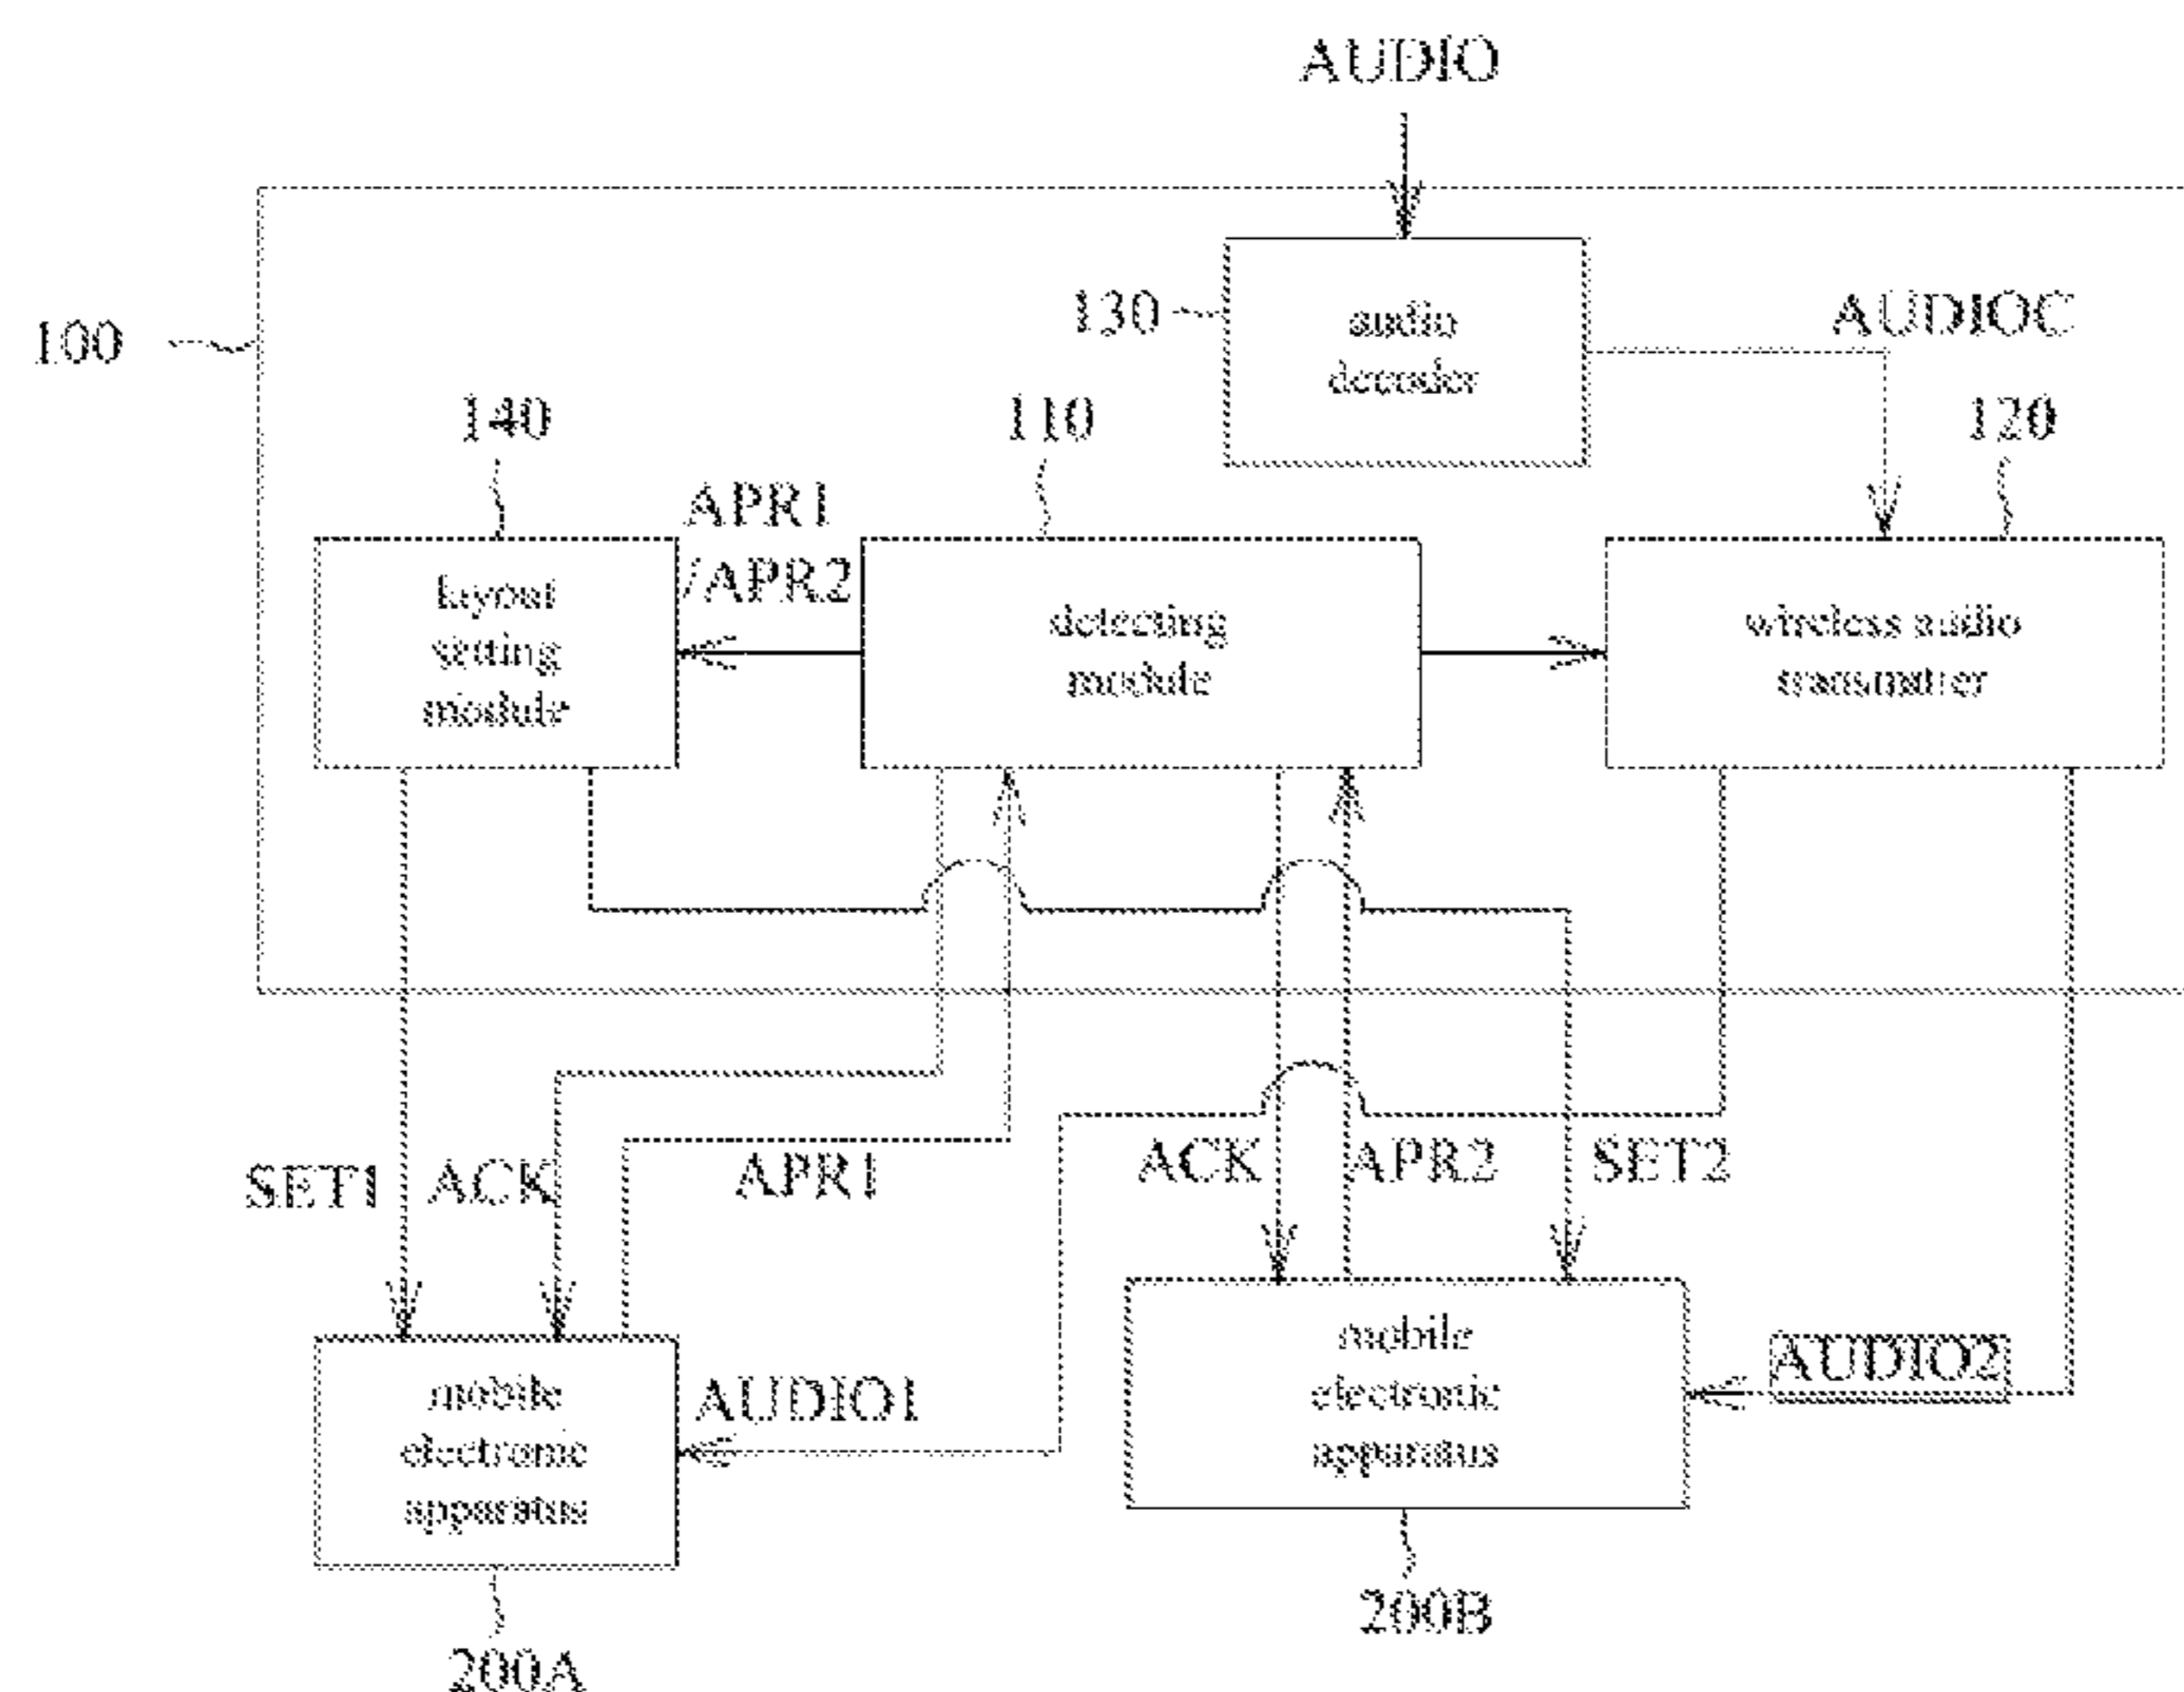 AUDIO
100
130
audio
decoder
AUDIOC
140
110
120
APR1
/APR2
layout
setting
module
detecting
module
wireless audio
transmitter
SET1
ACK
APR1
ACK
APR2
SET2
mobile
electronic
apparatus
AUDIO1
mobile
electronic
apparatus
AUDIO2
200A
200B